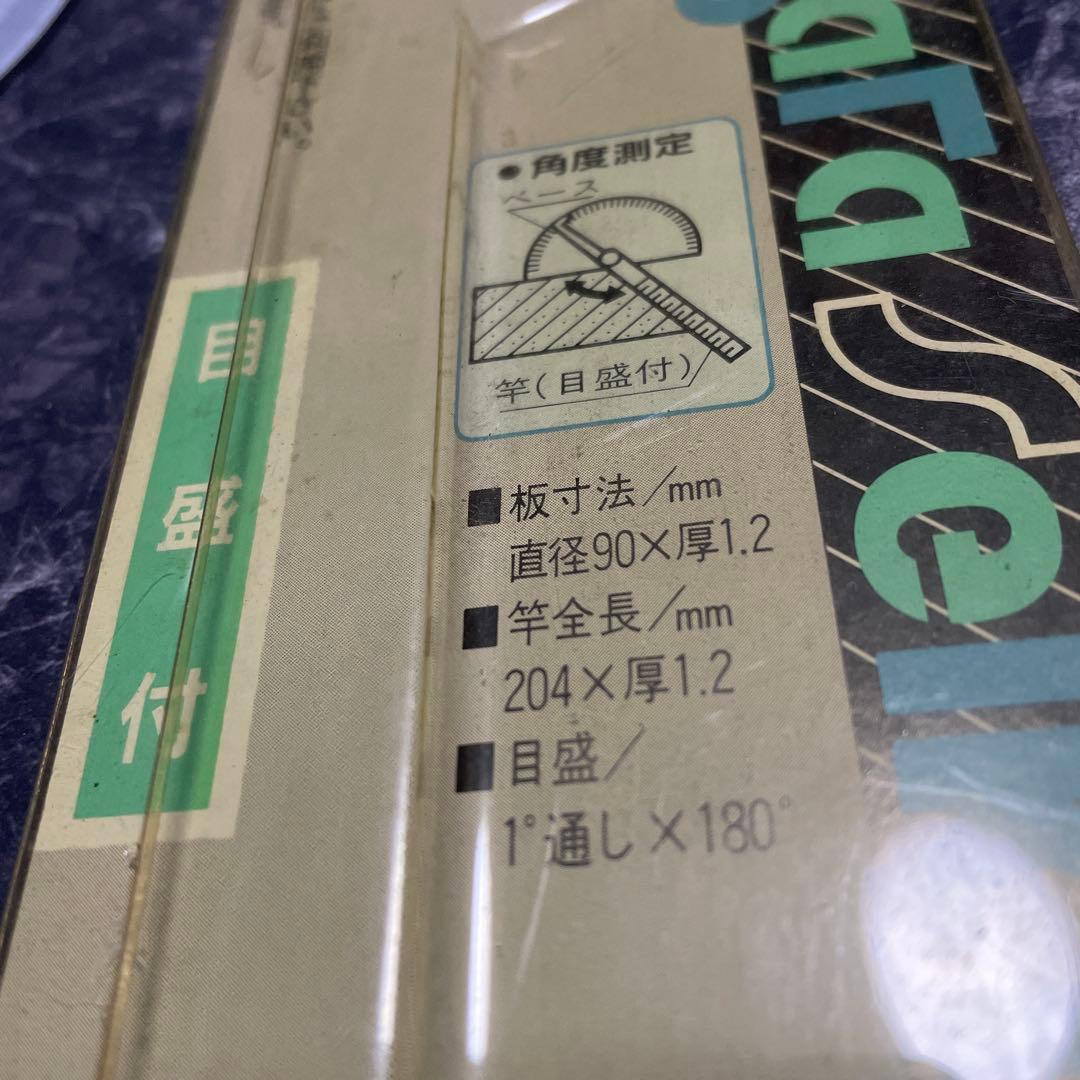 ●角度測定
ベース
竿(目盛付)
目盛付
■板寸法/mm
直径90×厚1.2
■竿全長/mm
204×厚1.2
■目盛/
1°通し×180°